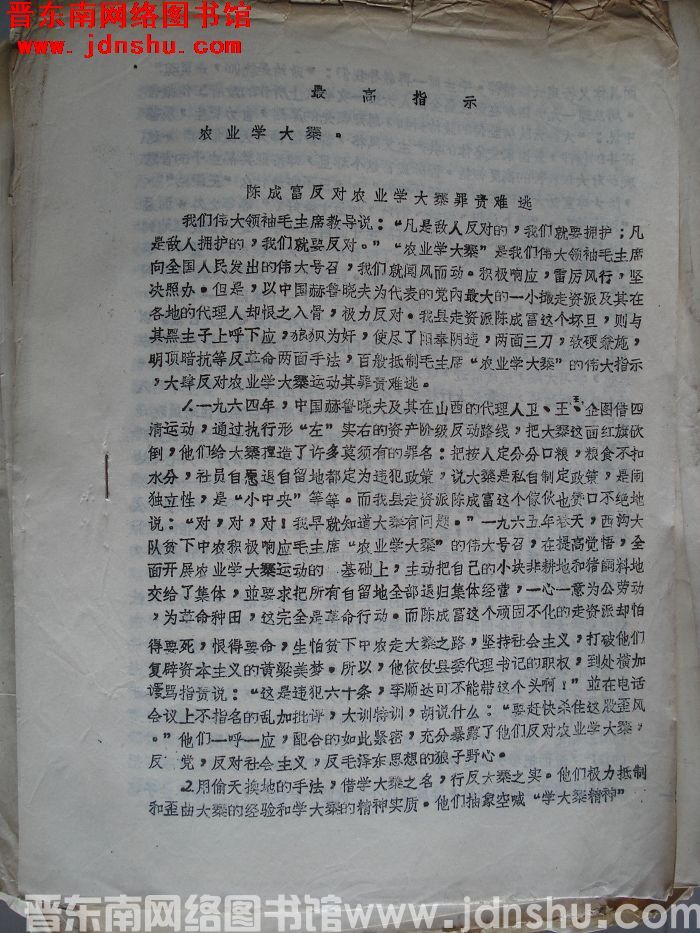 晋东南网络图书馆
www.jdnshu.com
最高指示
农业学大寨。
陈成富反对农业学大寨罪责难逃
我们伟大领袖毛主席教导说：“凡是敌人反对的，我们就要拥护；凡
是敌人拥护的，我们就要反对。”“农业学大寨”是我们伟大领袖毛主席
向全国人民发出的伟大号召，我们就闻风而动。积极响应，雷厉风行，坚
决照办。但是，以中国赫鲁晓夫为代表的党内最大的一小撮走资派及其在
各地的代理人却恨之入骨，极力反对。我县走资派陈成富这个坏旦，则与
其黑主子上呼下应，狼狈为奸，使尽了阳奉阴违，两面三刀，软硬兼施，
明顶暗抗等反革命两面手法，百般抵制毛主席“农业学大寨”的伟大指示
，大肆反对农业学大寨运动其罪责难逃。
1.一九六四年，中国赫鲁晓夫及其在山西的代理人卫、王、企图借四
清运动，通过执行形“左”实右的资产阶级反动路线，把大寨这面红旗砍
倒，他们给大寨捏造了许多莫须有的罪名：把按人定分分口粮，粮食不扣
水分，社员自愿退自留地都定为违犯政策，说大寨是私自制定政策，是闹
独立性，是“小中央”等等。而我县走资派陈成富这个傢伙也赞口不绝地
说：“对，对，对！我早就知道大寨有问题。”一九六五年春天，西沟大
队贫下中农积极响应毛主席“农业学大寨”的伟大号召，在提高觉悟，全
面开展农业学大寨运动的 基础上，主动把自己的小块非耕地和猪饲料地
交给了集体，並要求把所有自留地全部退归集体经营，一心一意为公劳动
，为革命种田，这完全是革命行动。而陈成富这个顽固不化的走资派却怕
得要死，恨得要命，生怕贫下中农走大寨之路，坚持社会主义，打破他们
复辟资本主义的黄粱美梦。所以，他依仗县委代理书记的职权，到处横加
谩骂指责说：“这是违犯六十条，李顺达可不能带这个头啊！”並在电话
会议上不指名的乱加批评，大训特训，胡说什么：“要赶快杀住这股歪风
。”他们一呼一应，配合的如此紧密，充分暴露了他们反对农业学大寨，
反 党，反对社会主义，反毛泽东思想的狼子野心。
2.用偷天换地的手法，借学大寨之名，行反大寨之实。他们极力抵制
和歪曲大寨的经验和学大寨的精神实质。他们抽象空喊“学大寨精神”
晋东南网络图书馆 www.jdnshu.com